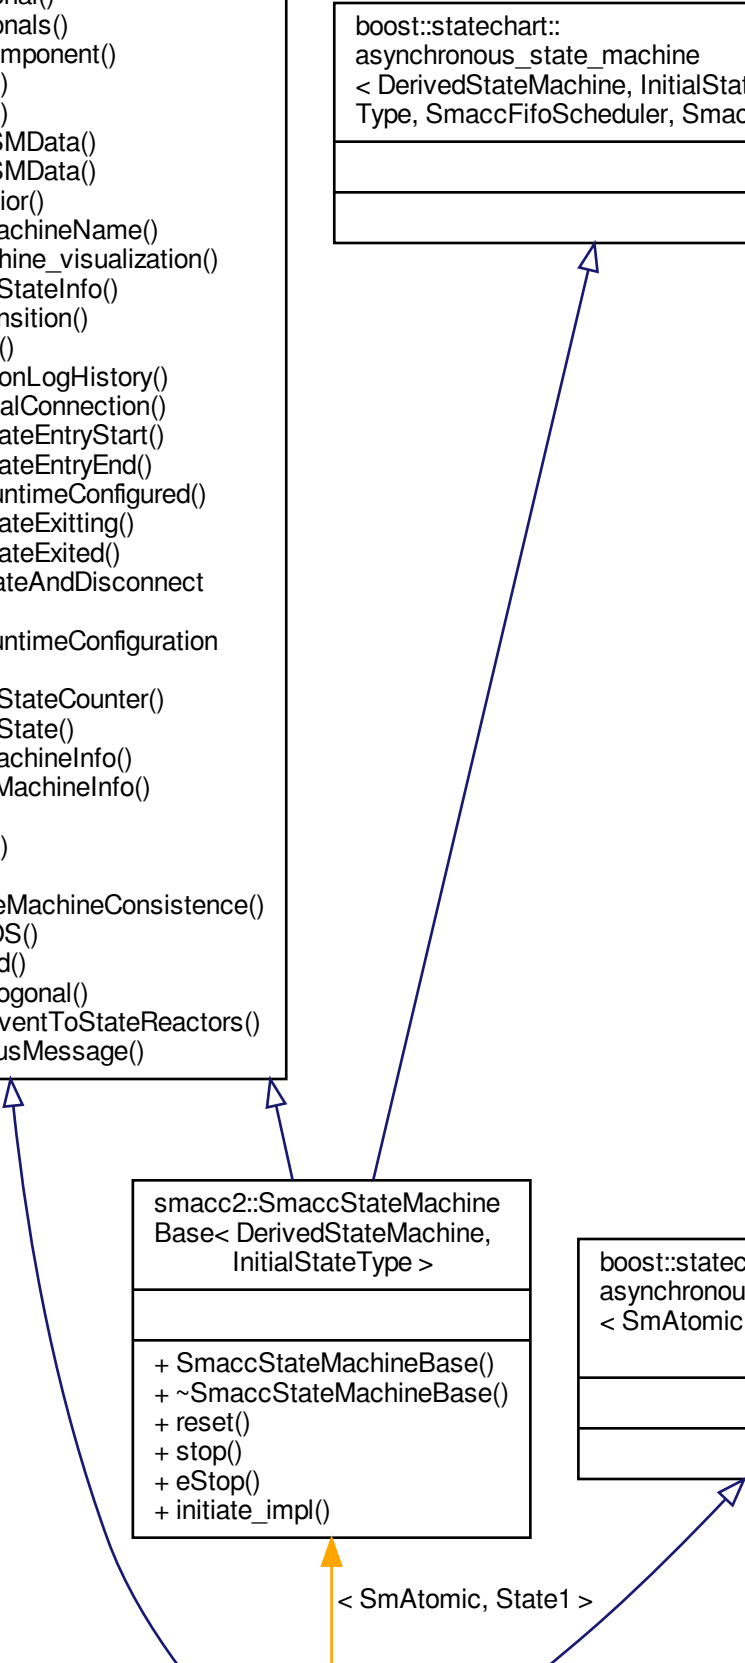 onal()
onals()
mponent()
)
)
SMData()
SMData()
ior()
achineName()
hine_visualization()
StateInfo()
nsition()
()
onLogHistory()
alConnection()
ateEntryStart()
ateEntryEnd()
untimeConfigured()
ateExitting()
ateExited()
ateAndDisconnect
untimeConfiguration
StateCounter()
State()
achineInfo()
MachineInfo()
)
eMachineConsistence()
OS()
d()
ogonal()
ventToStateReactors()
usMessage()
boost::statechart::
asynchronous_state_machine
< DerivedStateMachine, InitialStat
Type, SmaccFifoScheduler, Smac
smacc2::SmaccStateMachine
Base< DerivedStateMachine,
InitialStateType >
+ SmaccStateMachineBase()
+ ~SmaccStateMachineBase()
+ reset()
+ stop()
+ eStop()
+ initiate_impl()
boost::statec
asynchronou
< SmAtomic
< SmAtomic, State1 >